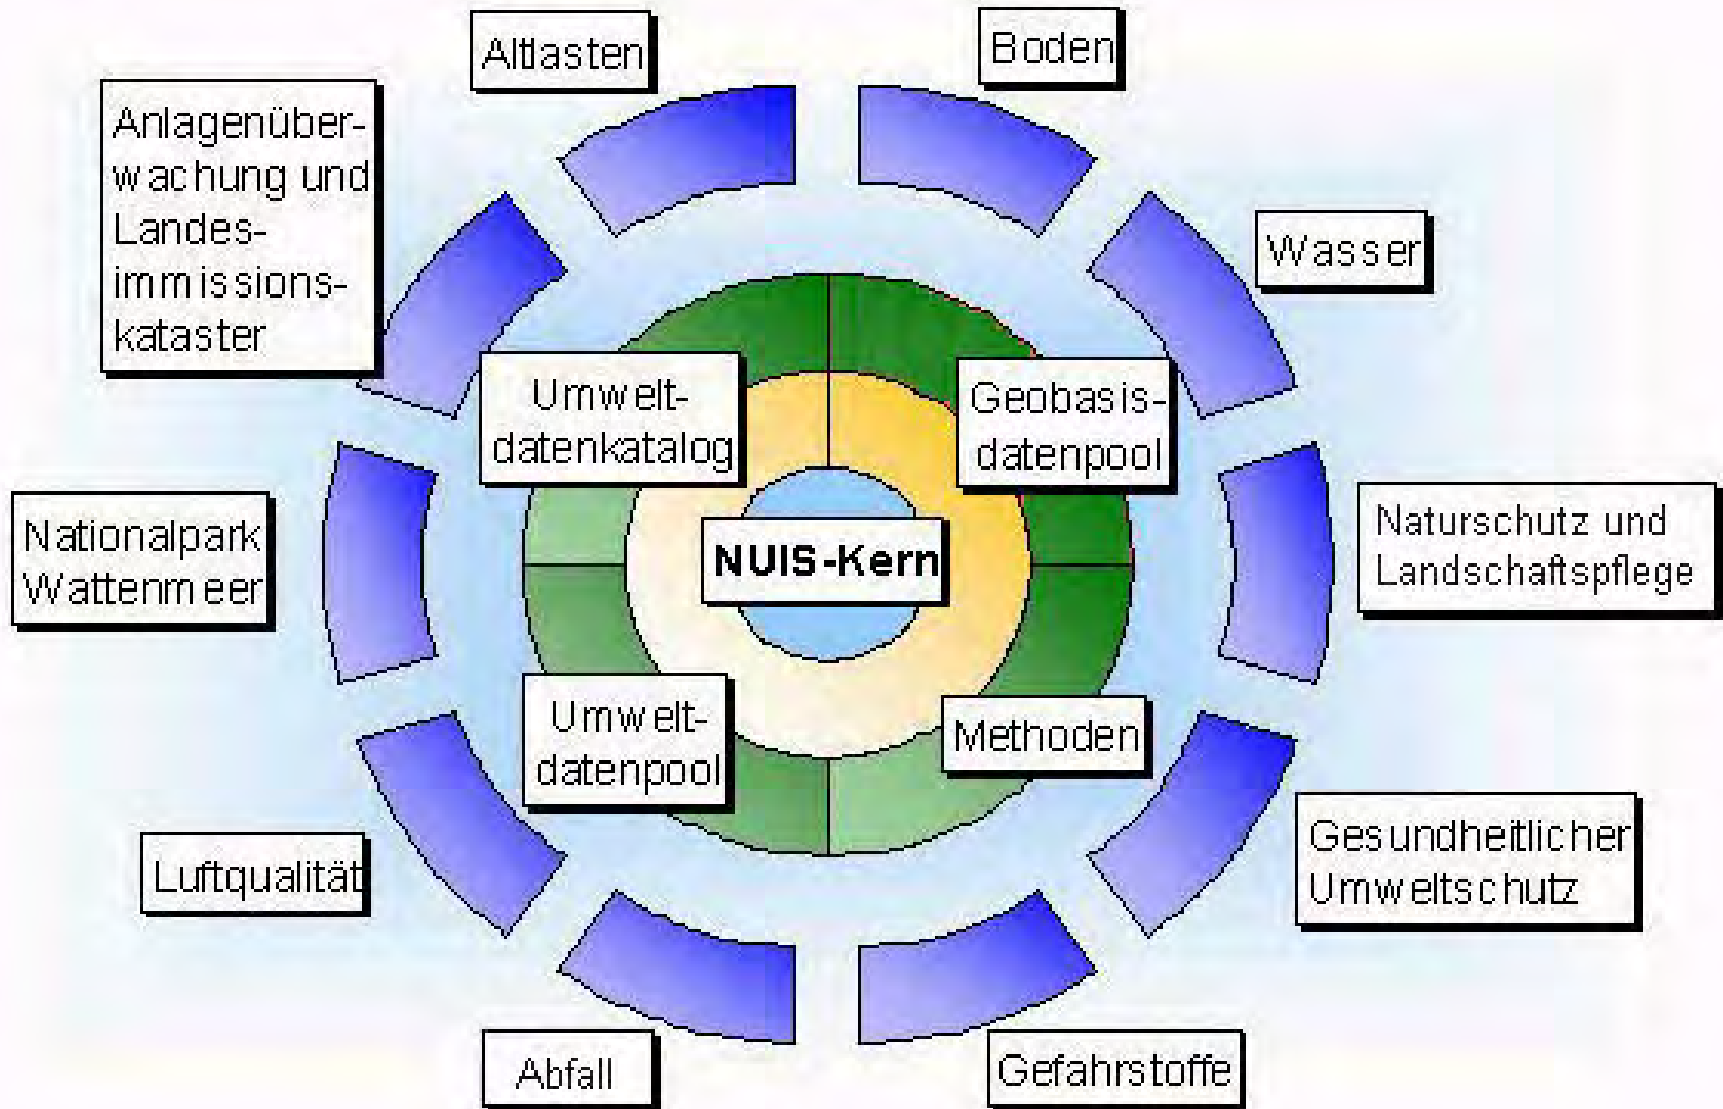 Altlasten
Boden
Anlagenüber-
wachung und
Landes-
immissions-
kataster
Wasser
Umwelt-
datenkatalog
Geobasis-
datenpool
Nationalpark
Wattenmeer
NUIS-Kern
Naturschutz und
Landschaftspflege
Umwelt-
datenpool
Methoden
Luftqualität
Gesundheitlicher
Umweltschutz
Abfall
Gefahrstoffe